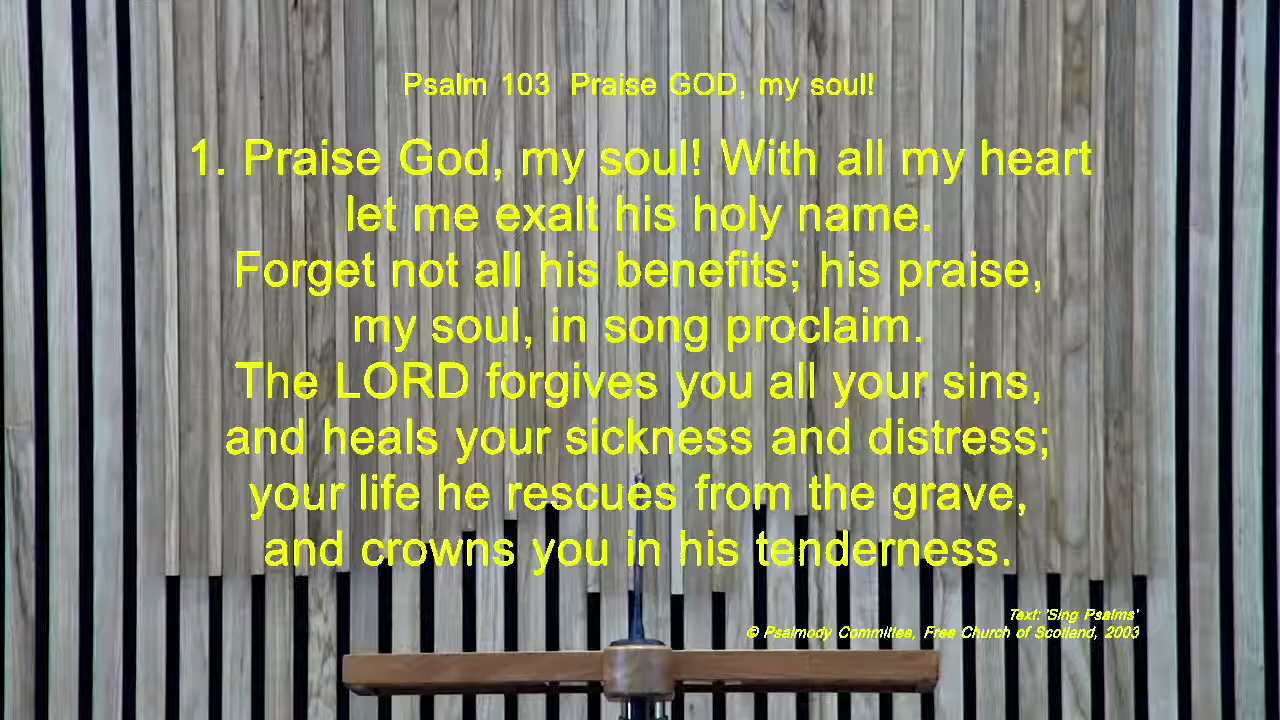 Psalm 103 Praise GOD, my soul!
1. Praise God, my soul! With all my heart
let me exalt his holy name.
Forget not all his benefits; his praise,
my soul, in song proclaim.
The LORD forgives you all your sins,
and heals your sickness and distress;
your life he rescues from the grave,
and crowns you in his tenderness.
Text: 'Sing Psalms'
© Psalmody Committee, Free Church of Scotland, 2003